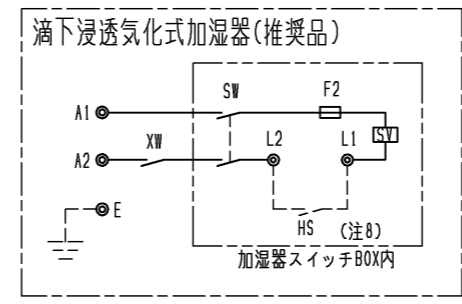 滴下浸透気化式加湿器(推奨品)
SW
F2
A1
SV
XW
L2
L1
A2
E
HS
(注8)
加湿器スイッチBOX内